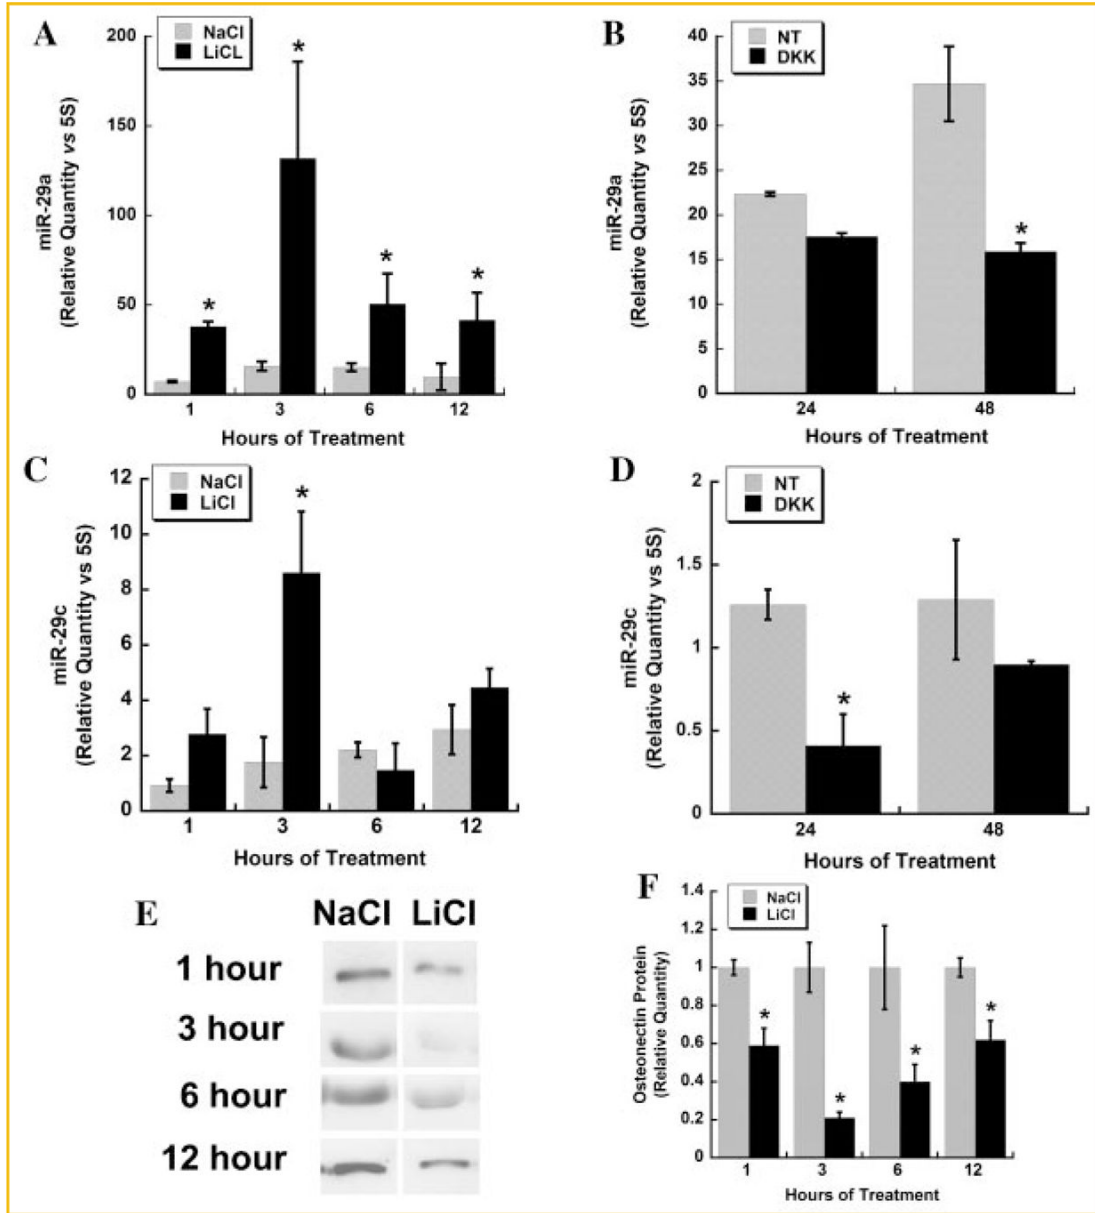 A
NaCl
LiCL
miR-29a
(Relative Quantity vs 5S)
200
150
100
50
0
*
*
*
*
1 3 6 12
Hours of Treatment
B
NT
DKK
miR-29a
(Relative Quantity vs 5S)
40
35
30
25
20
15
10
5
0
*
24 48
Hours of Treatment
C
NaCl
LiCl
miR-29c
(Relative Quantity vs 5S)
12
10
8
6
4
2
0
*
1 3 6 12
Hours of Treatment
D
NT
DKK
miR-29c
(Relative Quantity vs 5S)
2
1.5
1
0.5
0
*
24 48
Hours of Treatment
E
NaCl LiCl
1 hour
3 hour
6 hour
12 hour
F
NaCl
LiCl
Osteonectin Protein
(Relative Quantity)
1.4
1.2
1
0.8
0.6
0.4
0.2
0
*
*
*
*
1 3 6 12
Hours of Treatment